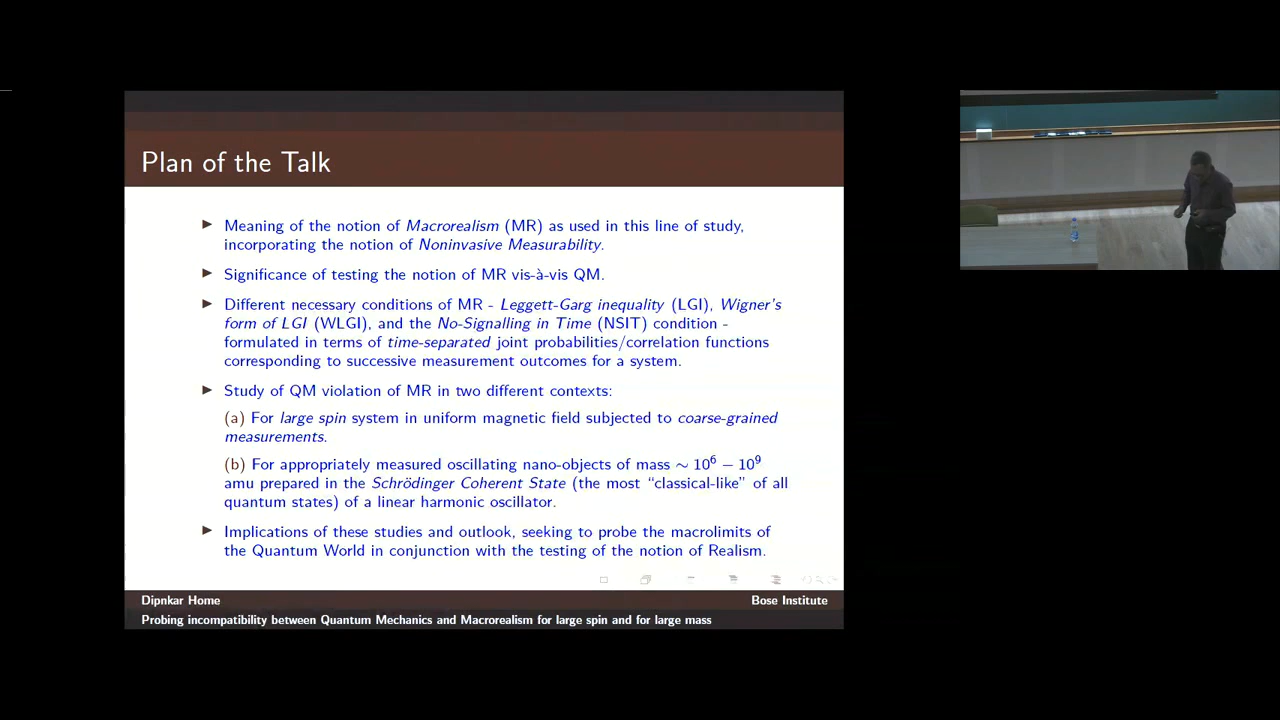 Plan of the Talk
Meaning of the notion of Macrorealism (MR) as used in this line of study,
incorporating the notion of Noninvasive Measurability.
Significance of testing the notion of MR vis-à-vis QM.
Different necessary conditions of MR - Leggett-Garg inequality (LGI), Wigner's
form of LGI (WLGI), and the No-Signalling in Time (NSIT) condition -
formulated in terms of time-separated joint probabilities/correlation functions
corresponding to successive measurement outcomes for a system.
Study of QM violation of MR in two different contexts:
(a) For large spin system in uniform magnetic field subjected to coarse-grained
measurements.
(b) For appropriately measured oscillating nano-objects of mass ∼ 10⁶ − 10⁹
amu prepared in the Schrödinger Coherent State (the most “classical-like” of all
quantum states) of a linear harmonic oscillator.
Implications of these studies and outlook, seeking to probe the macrolimits of
the Quantum World in conjunction with the testing of the notion of Realism.
Dipnkar Home Bose Institute
Probing incompatibility between Quantum Mechanics and Macrorealism for large spin and for large mass